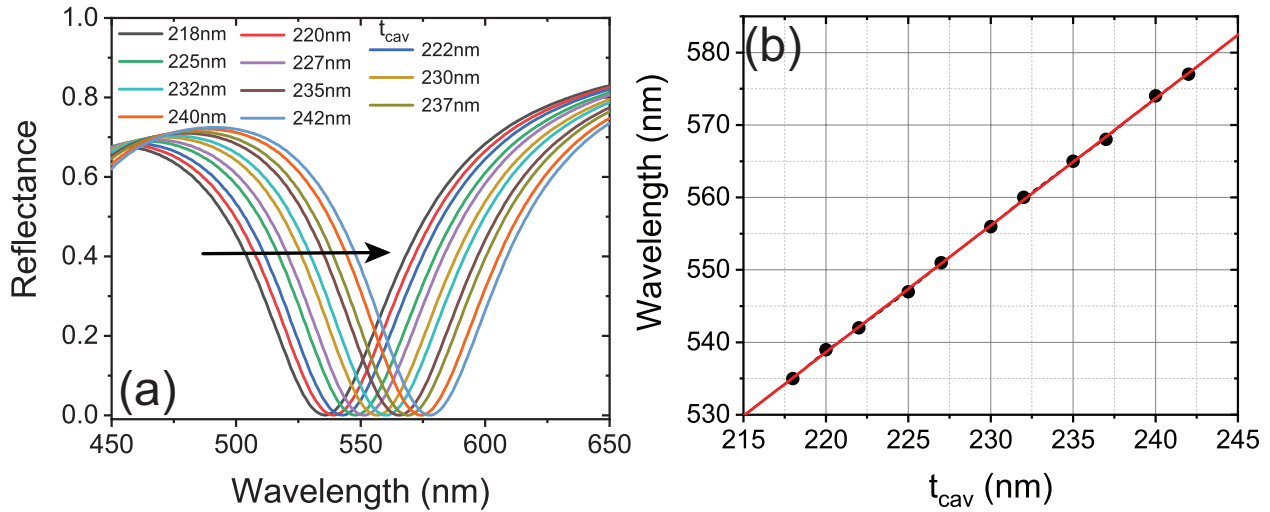 1.0
0.8
0.6
0.4
0.2
0.0
Reflectance
t_cav
218nm 220nm 222nm
225nm 227nm 230nm
232nm 235nm 237nm
240nm 242nm
(a)
450 500 550 600 650
Wavelength (nm)
(b)
580
570
560
550
540
530
Wavelength (nm)
215 220 225 230 235 240 245
t_cav (nm)